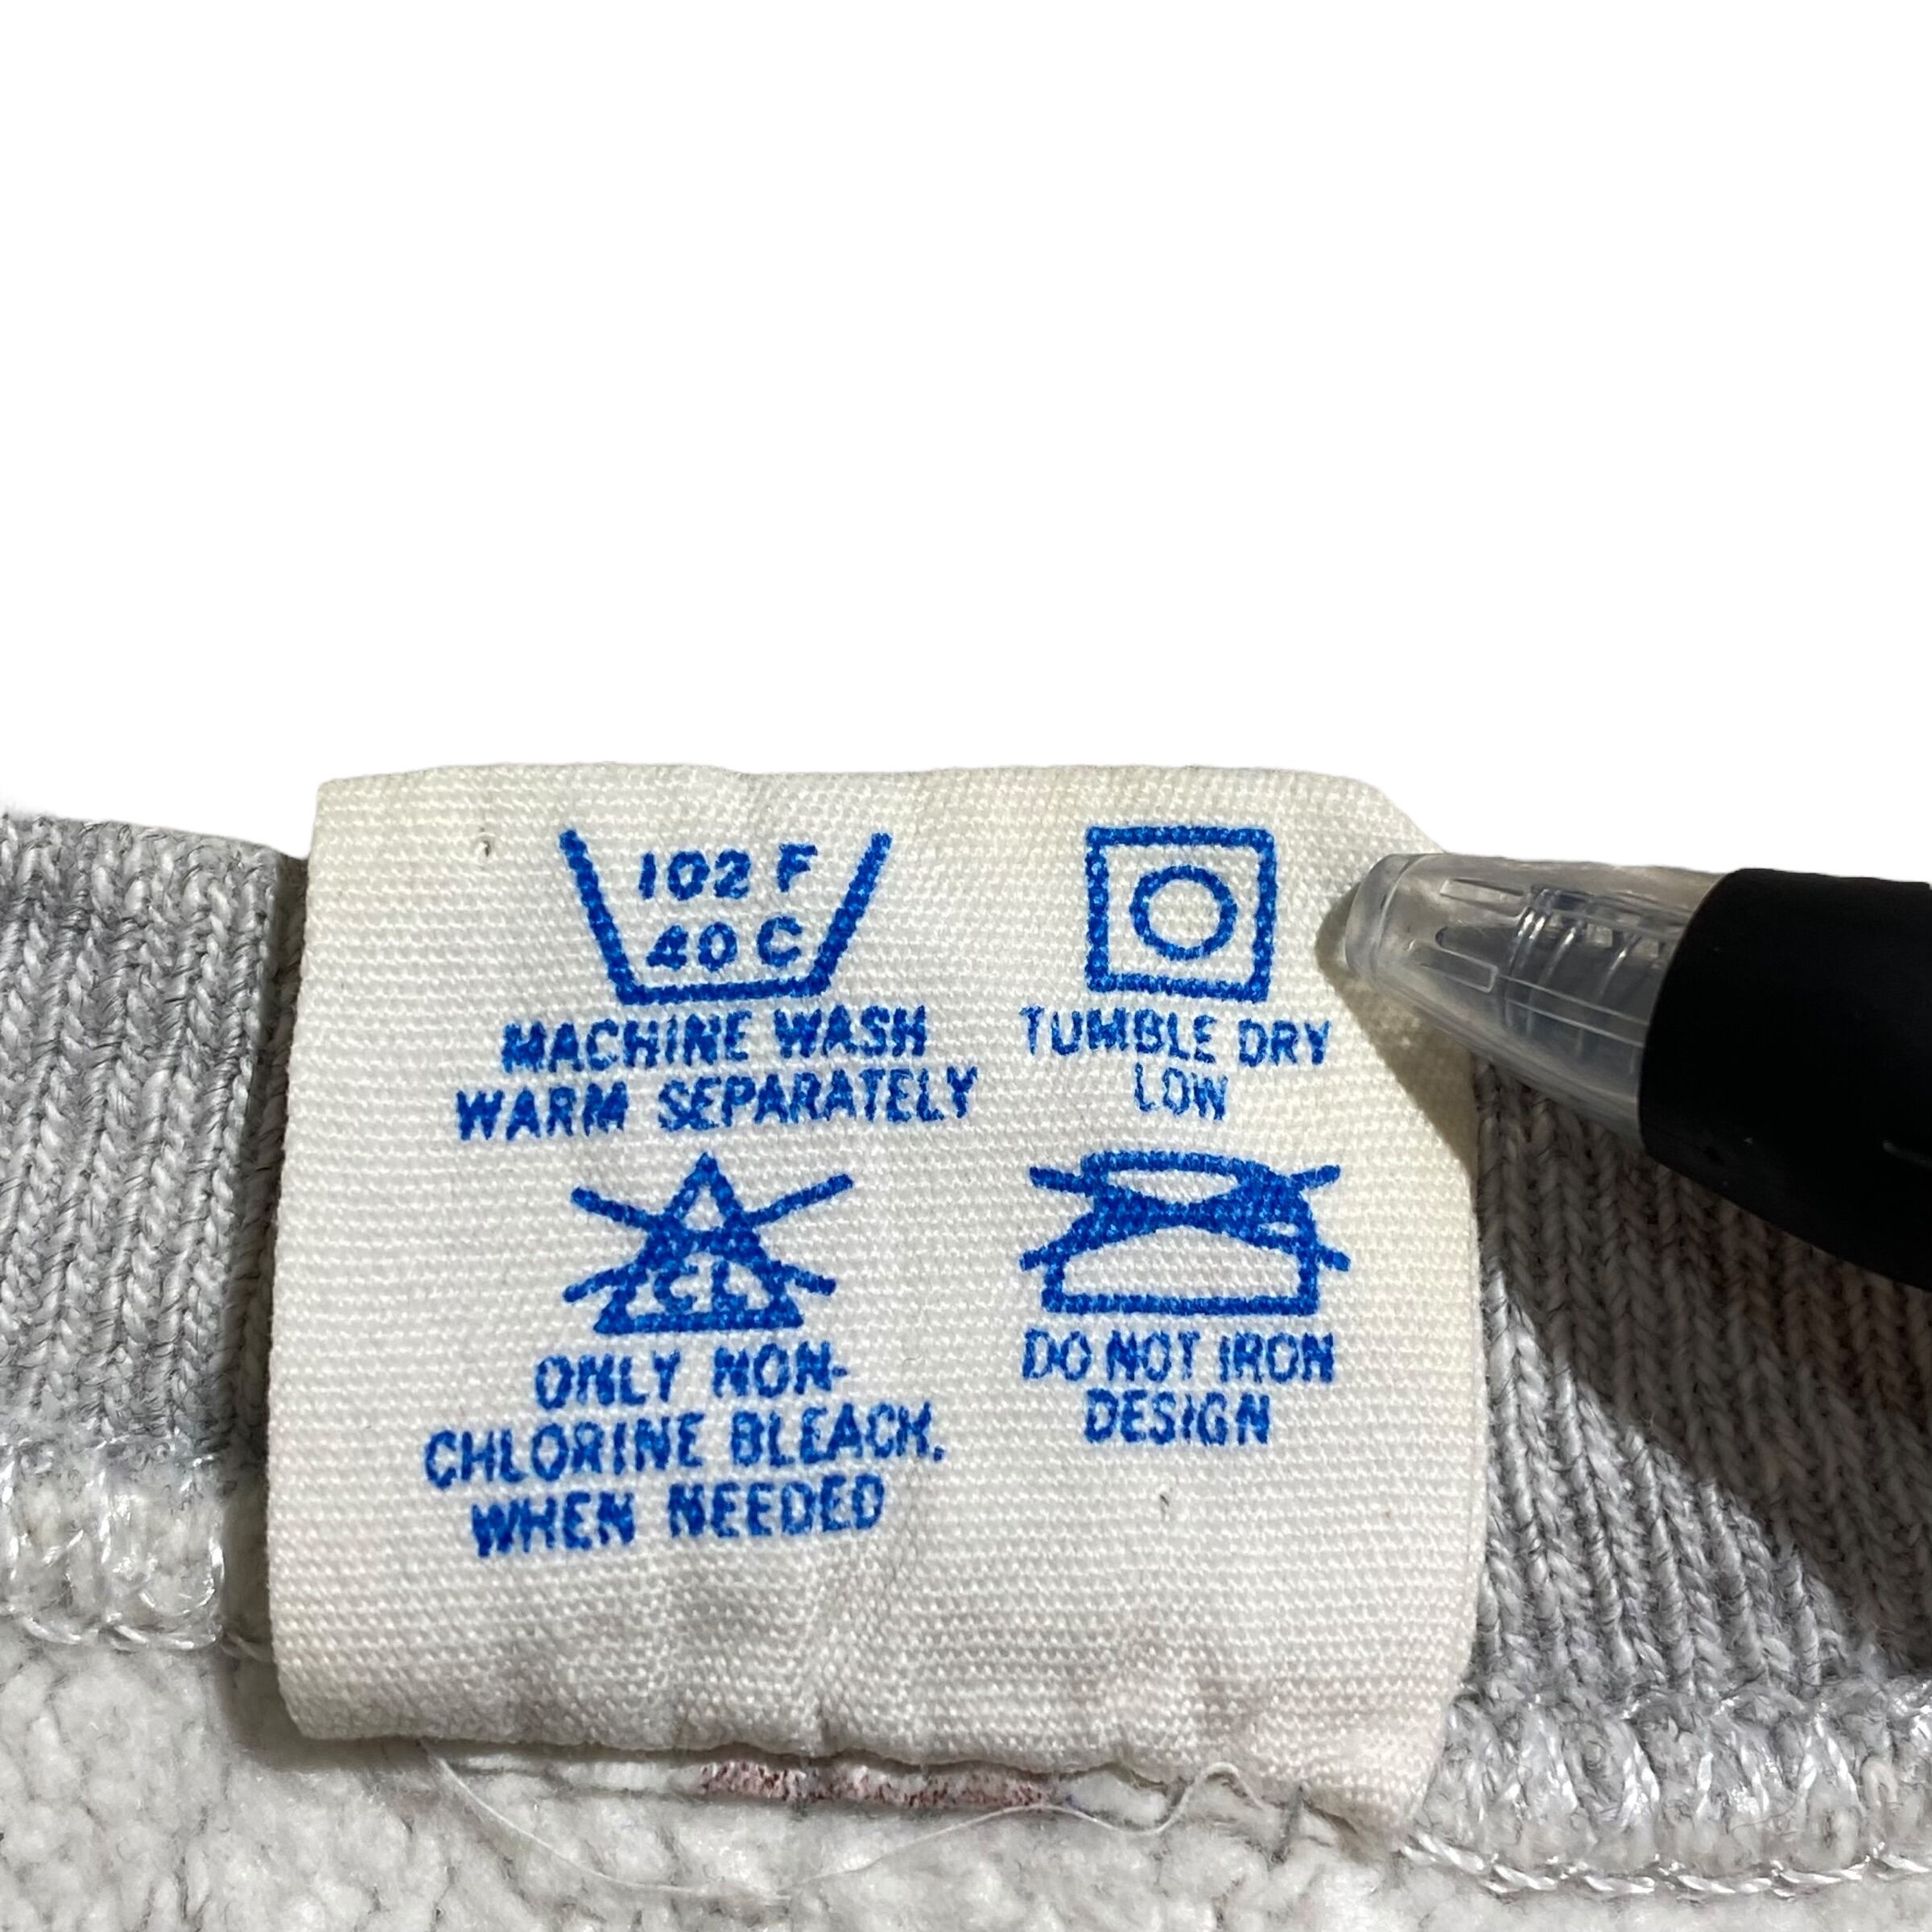 102 F
40 C
MACHINE WASH
WARM SEPARATELY
TUMBLE DRY
LOW
CL
ONLY NON-
CHLORINE BLEACH.
WHEN NEEDED
DO NOT IRON
DESIGN